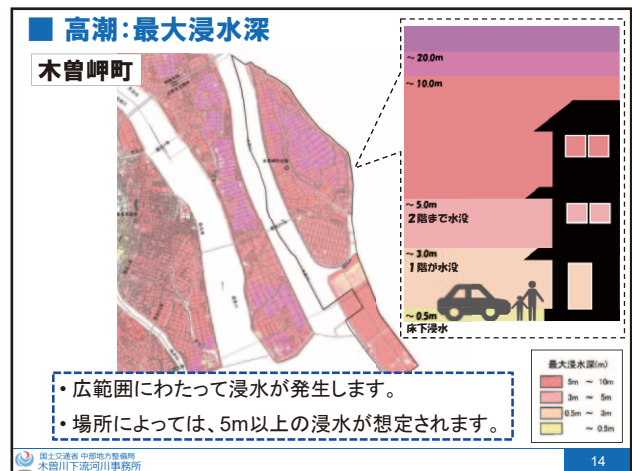 ■ 高潮:最大浸水深
木曽岬町
~ 20.0m
~ 10.0m
~ 5.0m
2階まで水没
~ 3.0m
1階が水没
~ 0.5m
床下浸水
最大浸水深(m)
5m ~ 10m
3m ~ 5m
0.5m ~ 3m
~ 0.5m
・広範囲にわたって浸水が発生します。
・場所によっては、5m以上の浸水が想定されます。
国土交通省 中部地方整備局
木曽川下流河川事務所
14